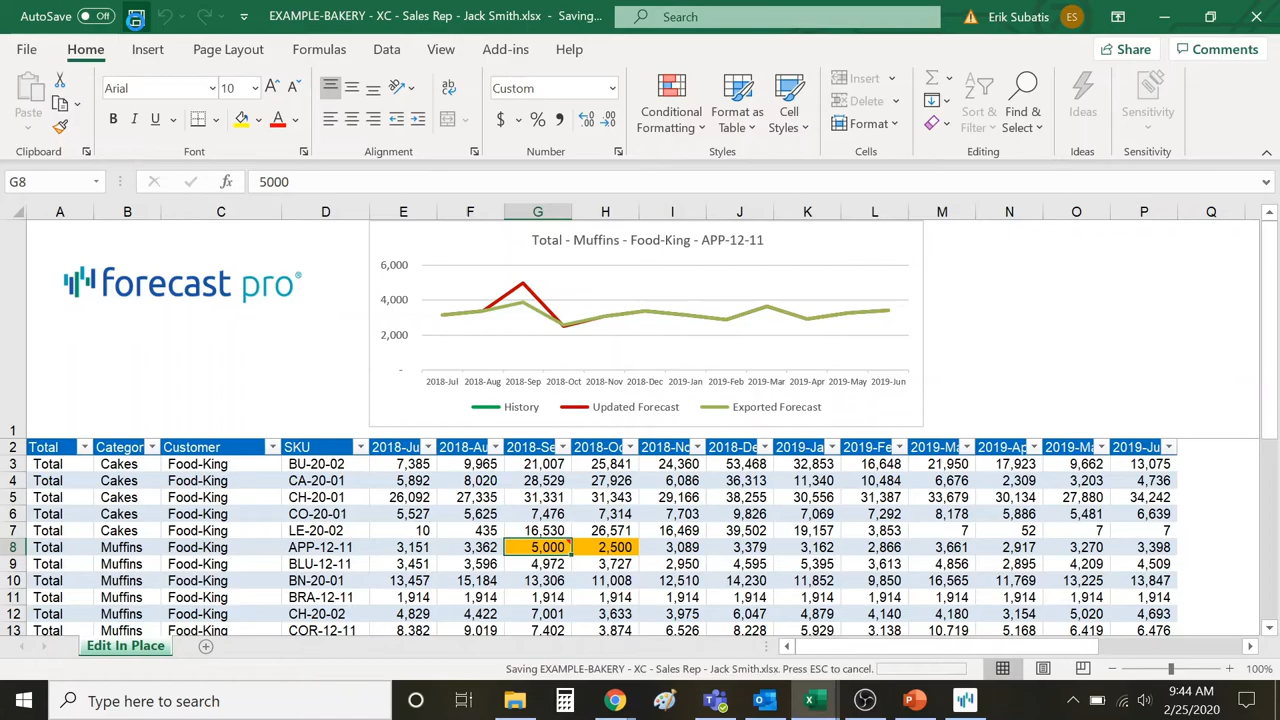 AutoSave Off EXAMPLE-BAKERY - XC - Sales Rep - Jack Smith.xlsx - Saving... Search Erik Subatis ES
File Home Insert Page Layout Formulas Data View Add-ins Help Share Comments
Paste Arial 10 Custom Conditional Formatting Format as Table Cell Styles Insert Delete Format Sort & Filter Find & Select Ideas Sensitivity
Clipboard Font Alignment Number Styles Cells Editing Ideas Sensitivity
G8 fx 5000
A B C D E F G H I J K L M N O P Q
forecast pro®
Total - Muffins - Food-King - APP-12-11
6,000
4,000
2,000
-
2018-Jul 2018-Aug 2018-Sep 2018-Oct 2018-Nov 2018-Dec 2019-Jan 2019-Feb 2019-Mar 2019-Apr 2019-May 2019-Jun
History Updated Forecast Exported Forecast
1
2 Total Categor Customer SKU 2018-Ju 2018-Au 2018-Se 2018-Oc 2018-No 2018-De 2019-Ja 2019-Fe 2019-Ma 2019-Ap 2019-Ma 2019-Ju
3 Total Cakes Food-King BU-20-02 7,385 9,965 21,007 25,841 24,360 53,468 32,853 16,648 21,950 17,923 9,662 13,075
4 Total Cakes Food-King CA-20-01 5,892 8,020 28,529 27,926 6,086 36,313 11,340 10,484 6,676 2,309 3,203 4,736
5 Total Cakes Food-King CH-20-01 26,092 27,335 31,331 31,343 29,166 38,255 30,556 31,387 33,679 30,134 27,880 34,242
6 Total Cakes Food-King CO-20-01 5,527 5,625 7,476 7,314 7,703 9,826 7,069 7,292 8,178 5,886 5,481 6,639
7 Total Cakes Food-King LE-20-02 10 435 16,530 26,571 16,469 39,502 19,157 3,853 7 52 7 7
8 Total Muffins Food-King APP-12-11 3,151 3,362 5,000 2,500 3,089 3,379 3,162 2,866 3,661 2,917 3,270 3,398
9 Total Muffins Food-King BLU-12-11 3,451 3,596 4,972 3,727 2,950 4,595 5,395 3,613 4,856 2,895 4,209 4,509
10 Total Muffins Food-King BN-20-01 13,457 15,184 13,306 11,008 12,510 14,230 11,852 9,850 16,565 11,769 13,225 13,847
11 Total Muffins Food-King BRA-12-11 1,914 1,914 1,914 1,914 1,914 1,914 1,914 1,914 1,914 1,914 1,914 1,914
12 Total Muffins Food-King CH-20-02 4,829 4,422 7,001 3,633 3,975 6,047 4,879 4,140 4,180 3,154 5,020 4,693
13 Total Muffins Food-King COR-12-11 8,382 9,019 7,402 3,874 6,526 8,228 5,929 3,138 10,719 5,168 6,419 6,476
Edit In Place
Saving EXAMPLE-BAKERY - XC - Sales Rep - Jack Smith.xlsx. Press ESC to cancel. 100%
Type here to search 9:44 AM
2/25/2020